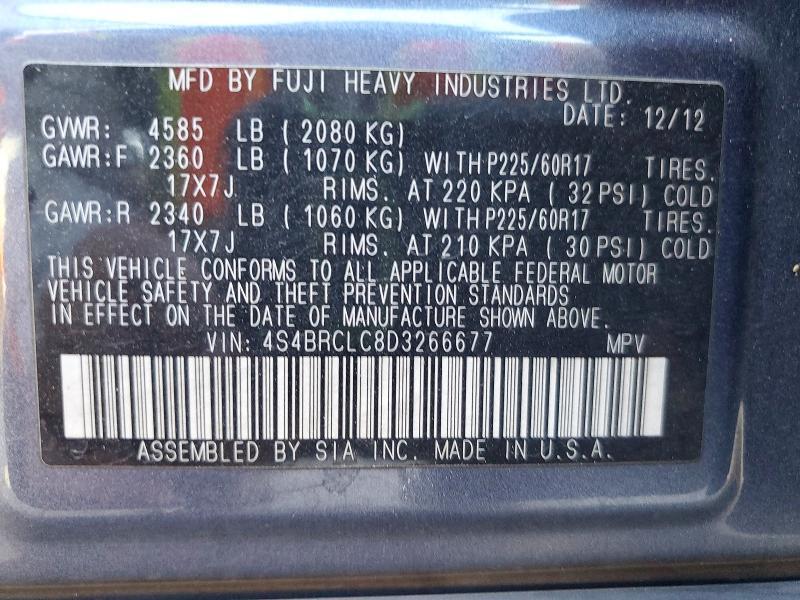 MFD BY FUJI HEAVY INDUSTRIES LTD.
DATE: 12/12
GVWR: 4585 LB ( 2080 KG)
GAWR:F 2360 LB ( 1070 KG) WITH P225/60R17 TIRES.
17X7J RIMS. AT 220 KPA ( 32 PSI) COLD
GAWR:R 2340 LB ( 1060 KG) WITH P225/60R17 TIRES.
17X7J RIMS. AT 210 KPA ( 30 PSI) COLD
THIS VEHICLE CONFORMS TO ALL APPLICABLE FEDERAL MOTOR
VEHICLE SAFETY AND THEFT PREVENTION STANDARDS
IN EFFECT ON THE DATE OF MANUFACTURE SHOWN ABOVE.
VIN: 4S4BRCLC8D3266677 MPV
ASSEMBLED BY SIA INC. MADE IN U.S.A.